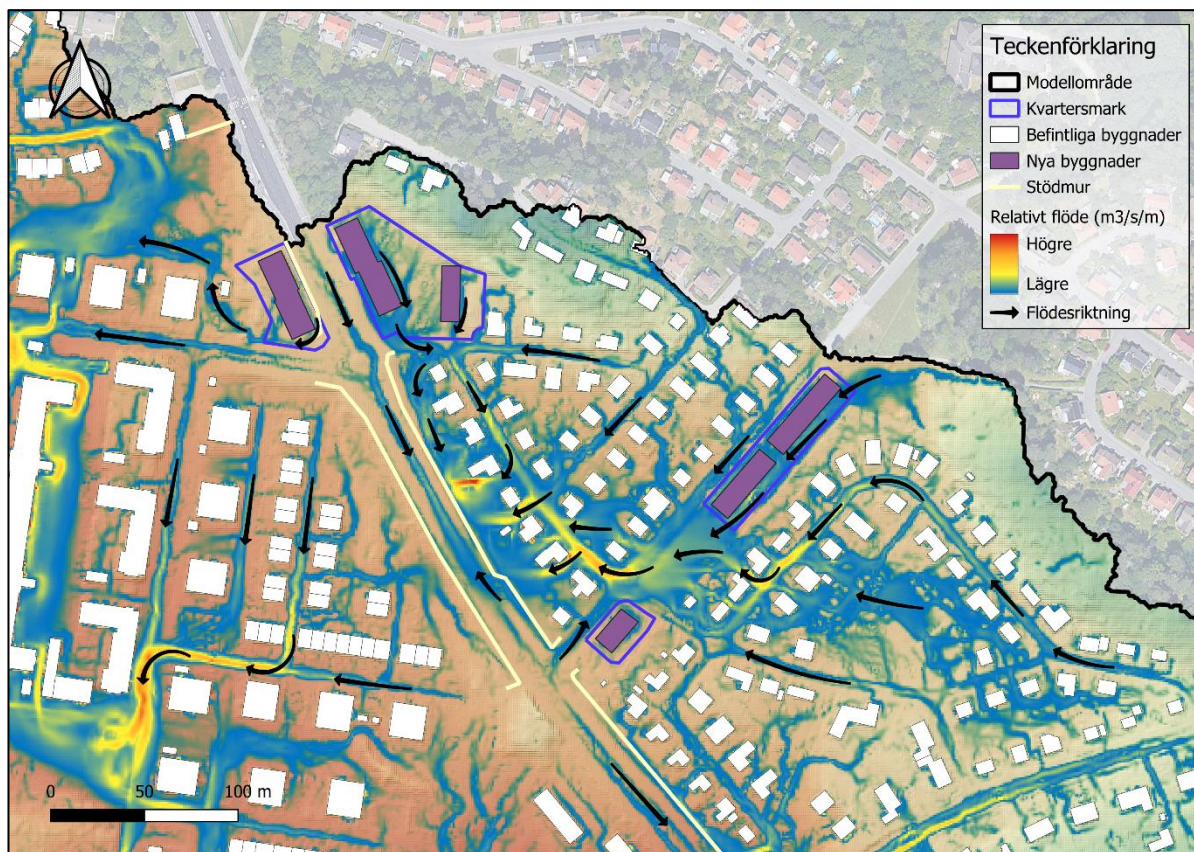 Teckenförklaring
Modellområde
Kvartersmark
Befintliga byggnader
Nya byggnader
Stödmur
Relativt flöde (m3/s/m)
Högre
Lägre
Flödesriktning
0 50 100 m